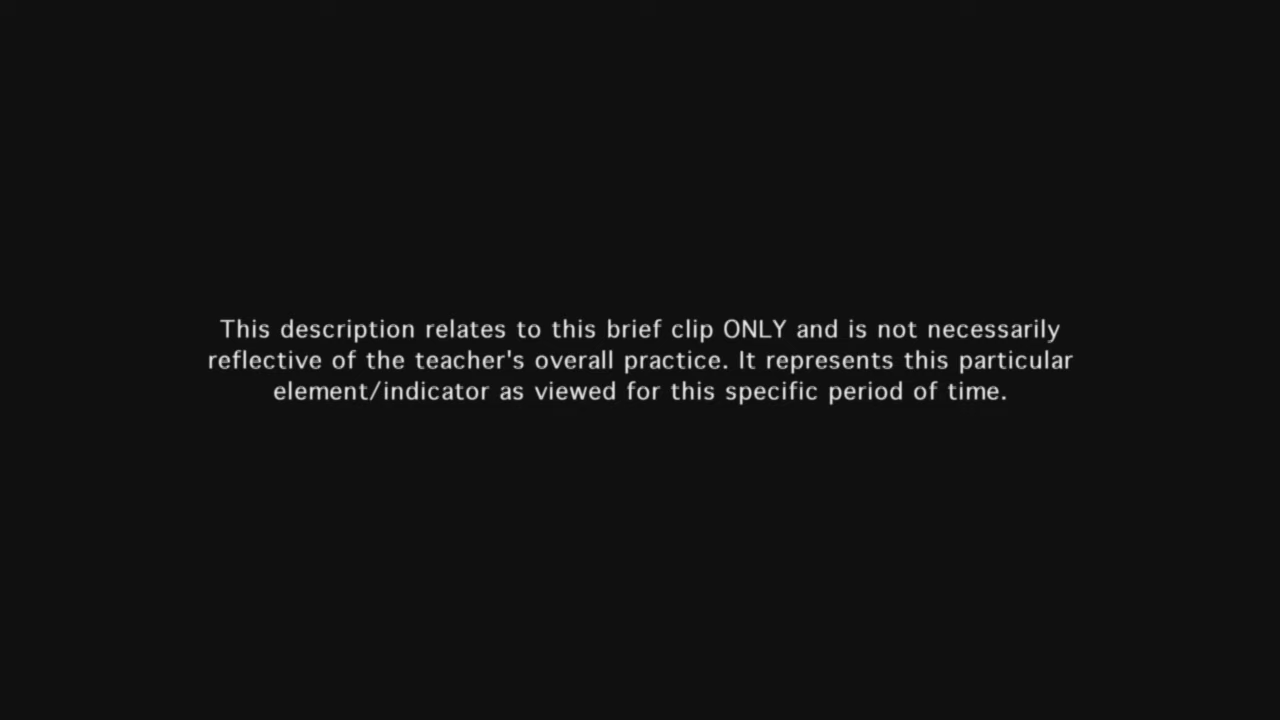 This description relates to this brief clip ONLY and is not necessarily
reflective of the teacher's overall practice. It represents this particular
element/indicator as viewed for this specific period of time.